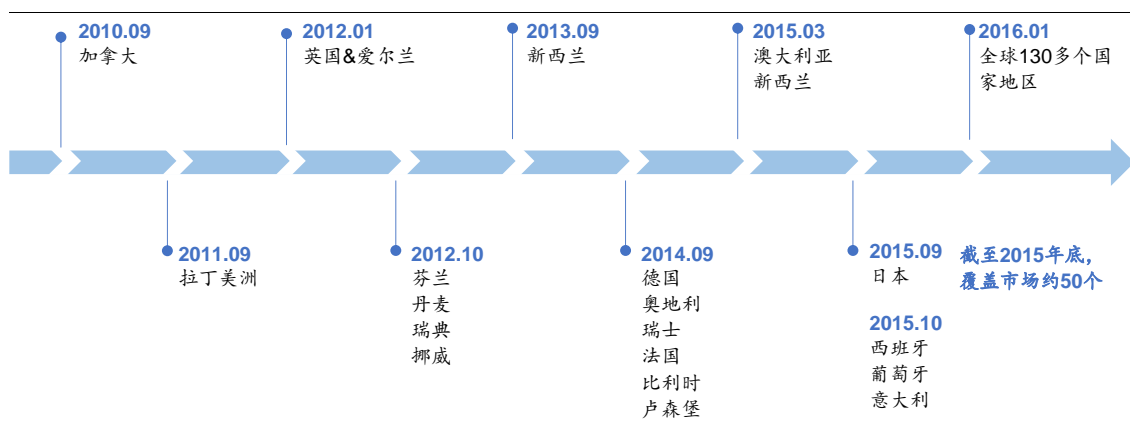 2010.09
加拿大
2012.01
英国&爱尔兰
2013.09
新西兰
2015.03
澳大利亚
新西兰
2016.01
全球130多个国
家地区
2011.09
拉丁美洲
2012.10
芬兰
丹麦
瑞典
挪威
2014.09
德国
奥地利
瑞士
法国
比利时
卢森堡
2015.09
日本
2015.10
西班牙
葡萄牙
意大利
截至2015年底，
覆盖市场约50个